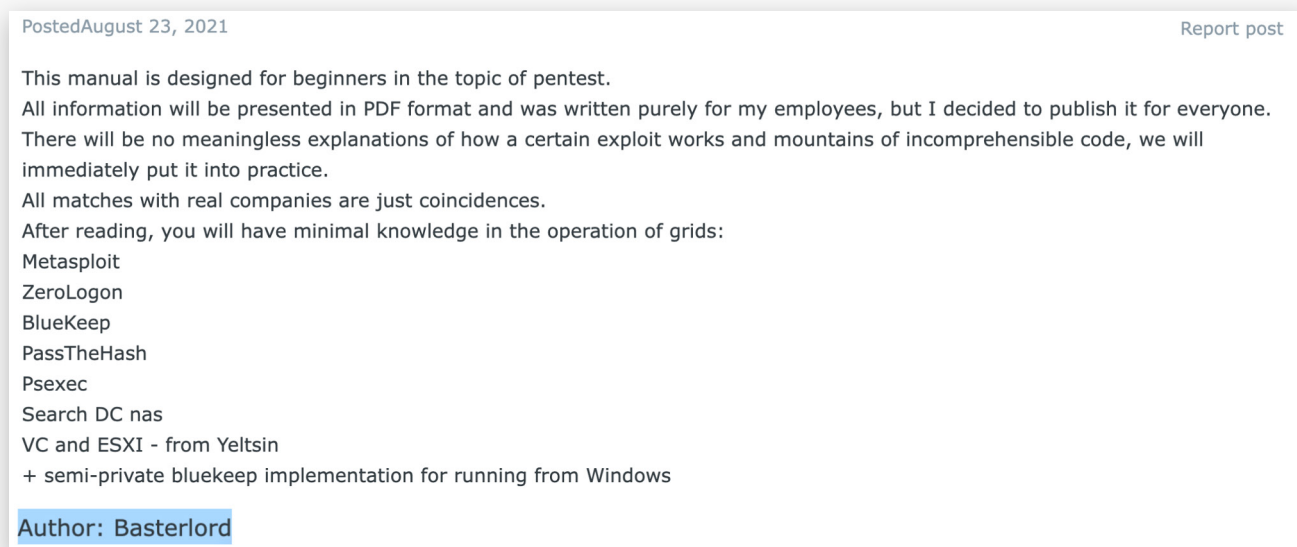 PostedAugust 23, 2021
Report post
This manual is designed for beginners in the topic of pentest.
All information will be presented in PDF format and was written purely for my employees, but I decided to publish it for everyone.
There will be no meaningless explanations of how a certain exploit works and mountains of incomprehensible code, we will
immediately put it into practice.
All matches with real companies are just coincidences.
After reading, you will have minimal knowledge in the operation of grids:
Metasploit
ZeroLogon
BlueKeep
PassTheHash
Psexec
Search DC nas
VC and ESXI - from Yeltsin
+ semi-private bluekeep implementation for running from Windows
Author: Basterlord